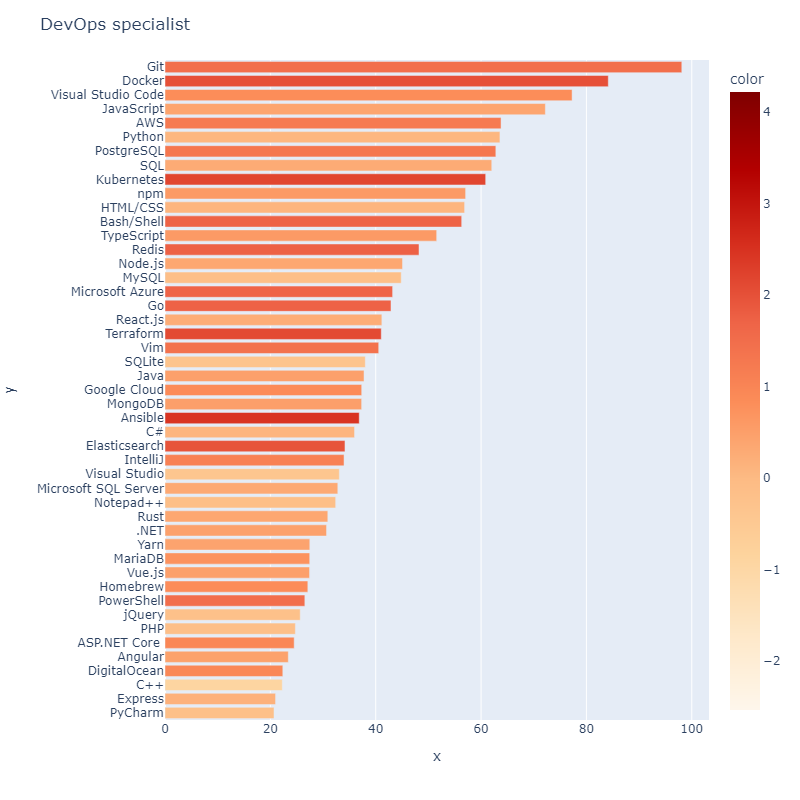 DevOps specialist
Git
Docker
Visual Studio Code
JavaScript
AWS
Python
PostgreSQL
SQL
Kubernetes
npm
HTML/CSS
Bash/Shell
TypeScript
Redis
Node.js
MySQL
Microsoft Azure
Go
React.js
Terraform
Vim
SQLite
Java
Google Cloud
MongoDB
Ansible
C#
Elasticsearch
IntelliJ
Visual Studio
Microsoft SQL Server
Notepad++
Rust
.NET
Yarn
MariaDB
Vue.js
Homebrew
PowerShell
jQuery
PHP
ASP.NET Core
Angular
DigitalOcean
C++
Express
PyCharm
y
0 20 40 60 80 100
x
color
4
3
2
1
0
−1
−2